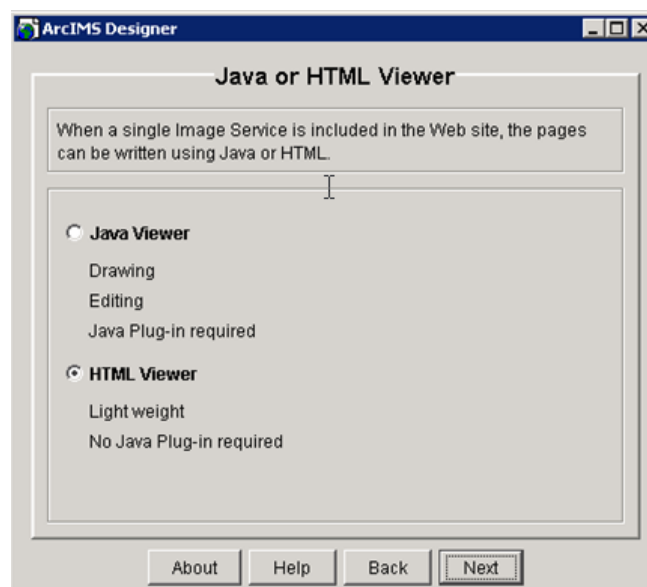 ArcIMS Designer
Java or HTML Viewer
When a single Image Service is included in the Web site, the pages
can be written using Java or HTML.
Java Viewer
Drawing
Editing
Java Plug-in required
HTML Viewer
Light weight
No Java Plug-in required
About Help Back Next